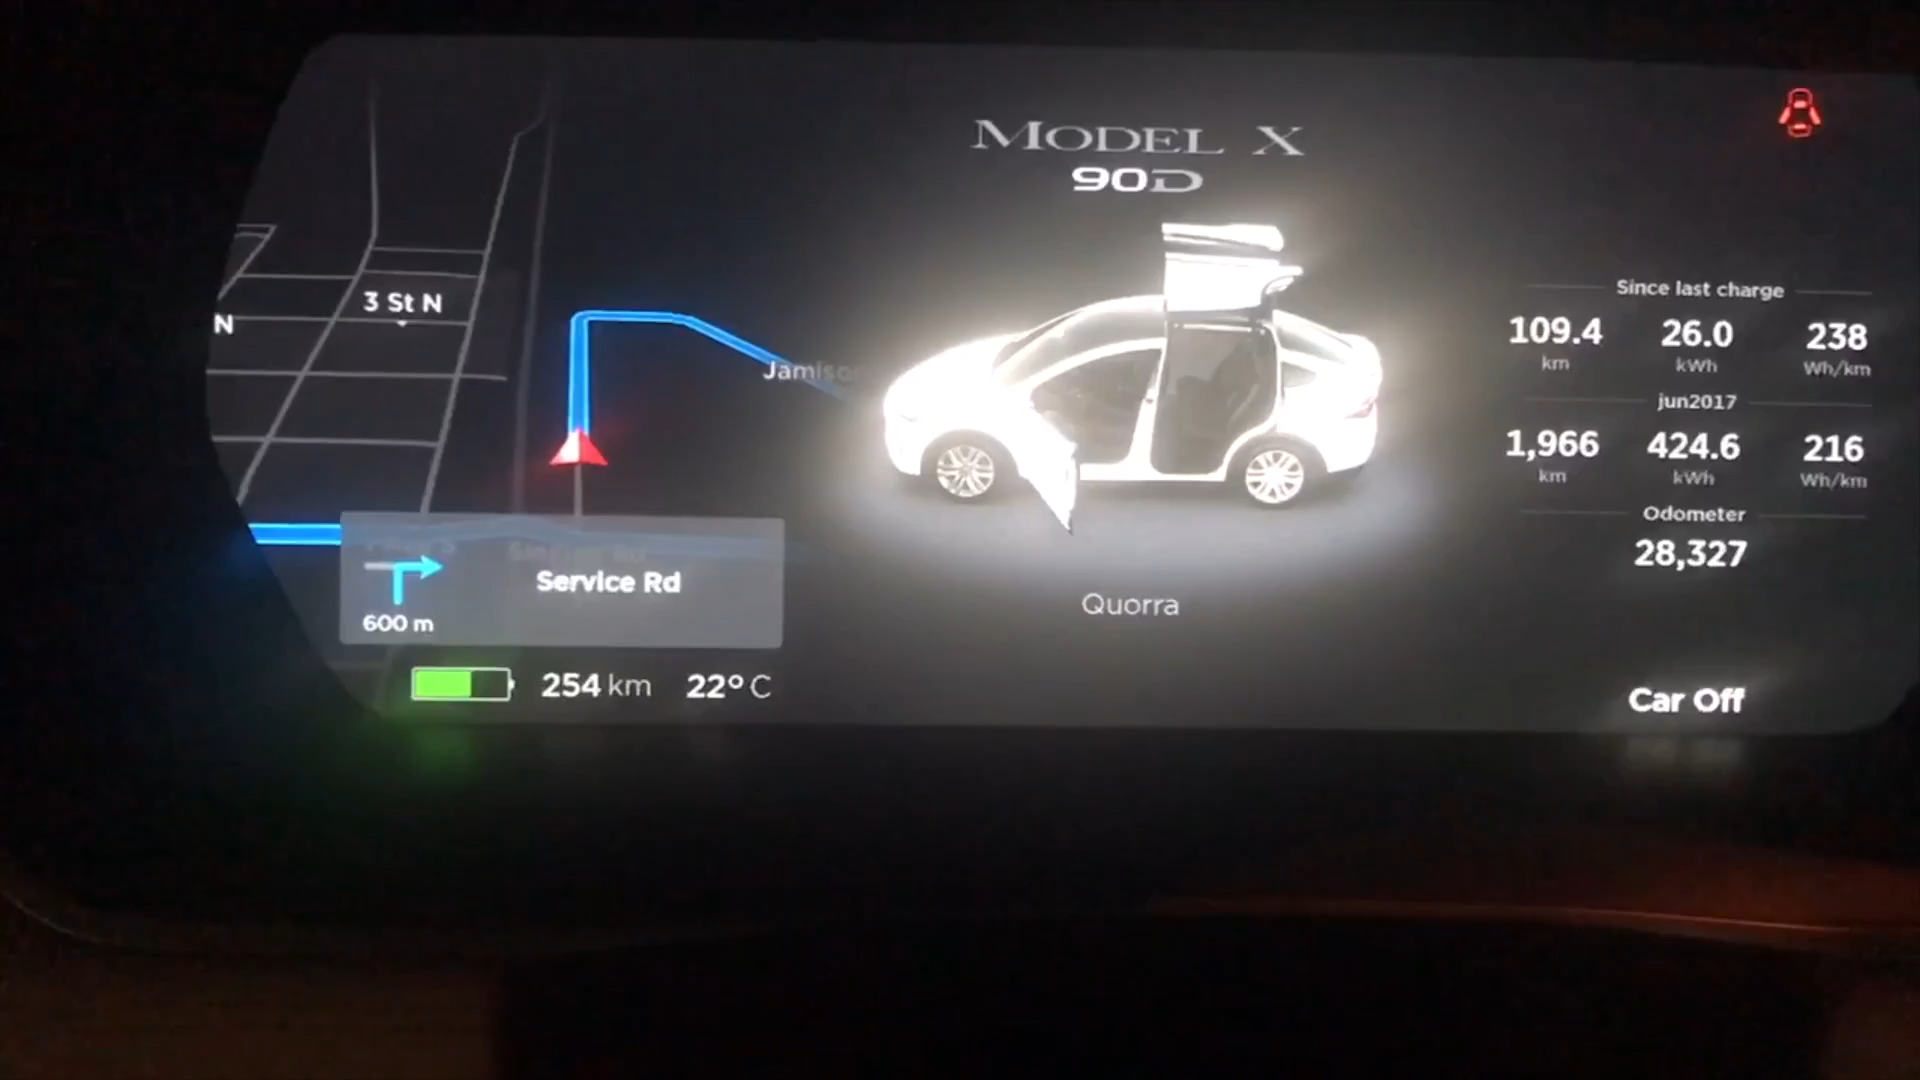 MODEL X
90D
3 St N
N
Service Rd
600 m
254 km 22° C
Quorra
Since last charge
109.4 26.0 238
km kWh Wh/km
jun2017
1,966 424.6 216
km kWh Wh/km
Odometer
28,327
Car Off